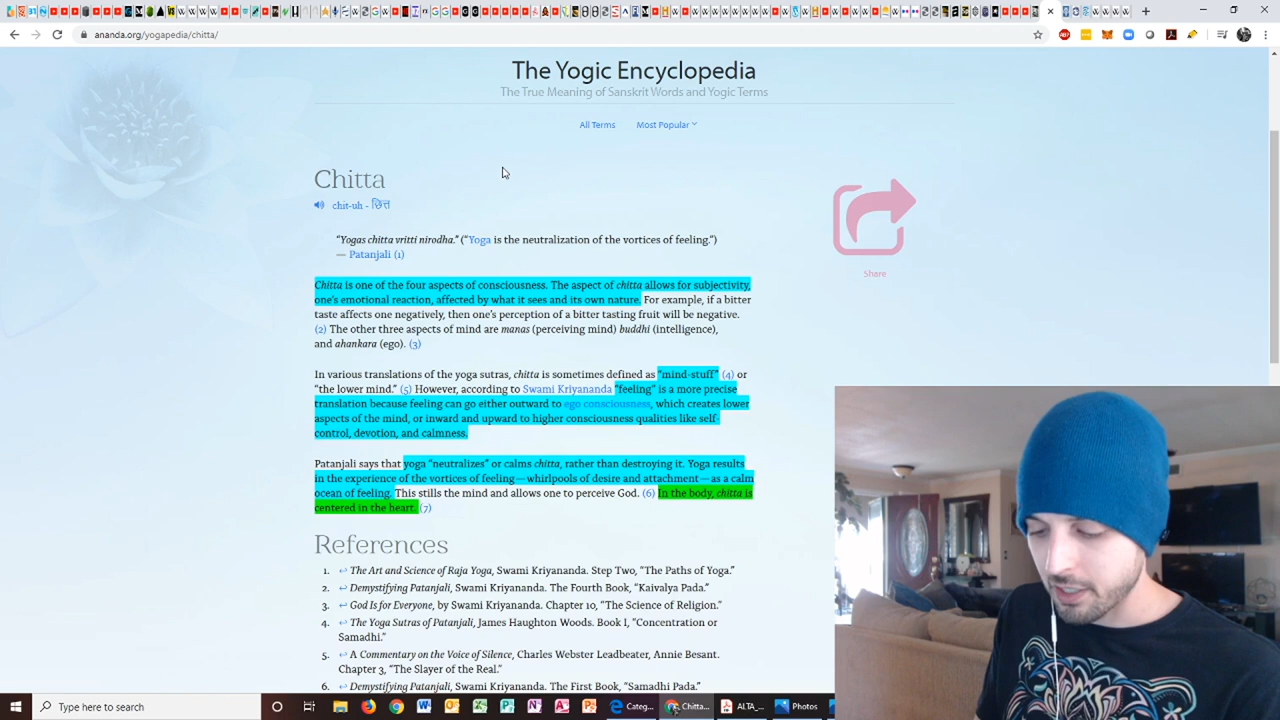 ananda.org/yogapedia/chitta/
The Yogic Encyclopedia
The True Meaning of Sanskrit Words and Yogic Terms
All Terms Most Popular
Chitta
chit-uh - छित्त
Share
“Yogas chitta vritti nirodha.” (“Yoga is the neutralization of the vortices of feeling.”)
— Patanjali (1)
Chitta is one of the four aspects of consciousness. The aspect of chitta allows for subjectivity,
one’s emotional reaction, affected by what it sees and its own nature. For example, if a bitter
taste affects one negatively, then one’s perception of a bitter tasting fruit will be negative.
(2) The other three aspects of mind are manas (perceiving mind) buddhi (intelligence),
and ahankara (ego). (3)
In various translations of the yoga sutras, chitta is sometimes defined as “mind-stuff” (4) or
“the lower mind.” (5) However, according to Swami Kriyananda “feeling” is a more precise
translation because feeling can go either outward to ego consciousness, which creates lower
aspects of the mind, or inward and upward to higher consciousness qualities like self-
control, devotion, and calmness.
Patanjali says that yoga “neutralizes” or calms chitta, rather than destroying it. Yoga results
in the experience of the vortices of feeling—whirlpools of desire and attachment—as a calm
ocean of feeling. This stills the mind and allows one to perceive God. (6) In the body, chitta is
centered in the heart. (7)
References
1. ↩ The Art and Science of Raja Yoga, Swami Kriyananda. Step Two, “The Paths of Yoga.”
2. ↩ Demystifying Patanjali, Swami Kriyananda. The Fourth Book, “Kaivalya Pada.”
3. ↩ God Is for Everyone, by Swami Kriyananda. Chapter 10, “The Science of Religion.”
4. ↩ The Yoga Sutras of Patanjali, James Haughton Woods. Book I, “Concentration or
Samadhi.”
5. ↩ A Commentary on the Voice of Silence, Charles Webster Leadbeater, Annie Besant.
Chapter 3, “The Slayer of the Real.”
6. ↩ Demystifying Patanjali, Swami Kriyananda. The First Book, “Samadhi Pada.”
Type here to search
Categ...
Chitta...
ALTA_...
Photos